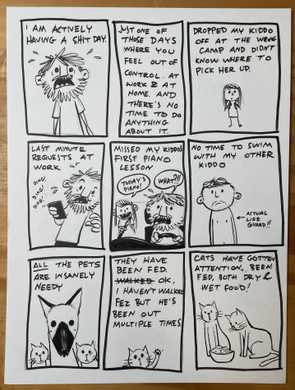 I AM ACTIVELY
HAVING A SHIT DAY.
JUST ONE
OF THOSE DAYS
WHERE YOU
FEEL OUT OF
CONTROL AT
WORK & AT
HOME. AND
THERE'S NO
TIME TO DO
ANYTHING
ABOUT IT.
DROPPED MY KIDDO
OFF AT THE WRONG
CAMP AND DIDN'T
KNOW WHERE TO
PICK HER UP.
LAST MINUTE
REQUESTS AT
WORK
MISSED MY KIDDO'S
FIRST PIANO
LESSON
TODAY'S
PIANO!
WHAT?!!
NO TIME TO SWIM
WITH MY OTHER
KIDDO
ACTUAL
LIFE
GUARD!!
ALL THE PETS
ARE INSANELY
NEEDY
THEY HAVE
BEEN FED.
WALKED OK,
I HAVEN'T WALKED
FEZ BUT HE'S
BEEN OUT
MULTIPLE TIMES
CATS HAVE GOTTEN
ATTENTION, BEEN
FED, BOTH DRY &
WET FOOD!